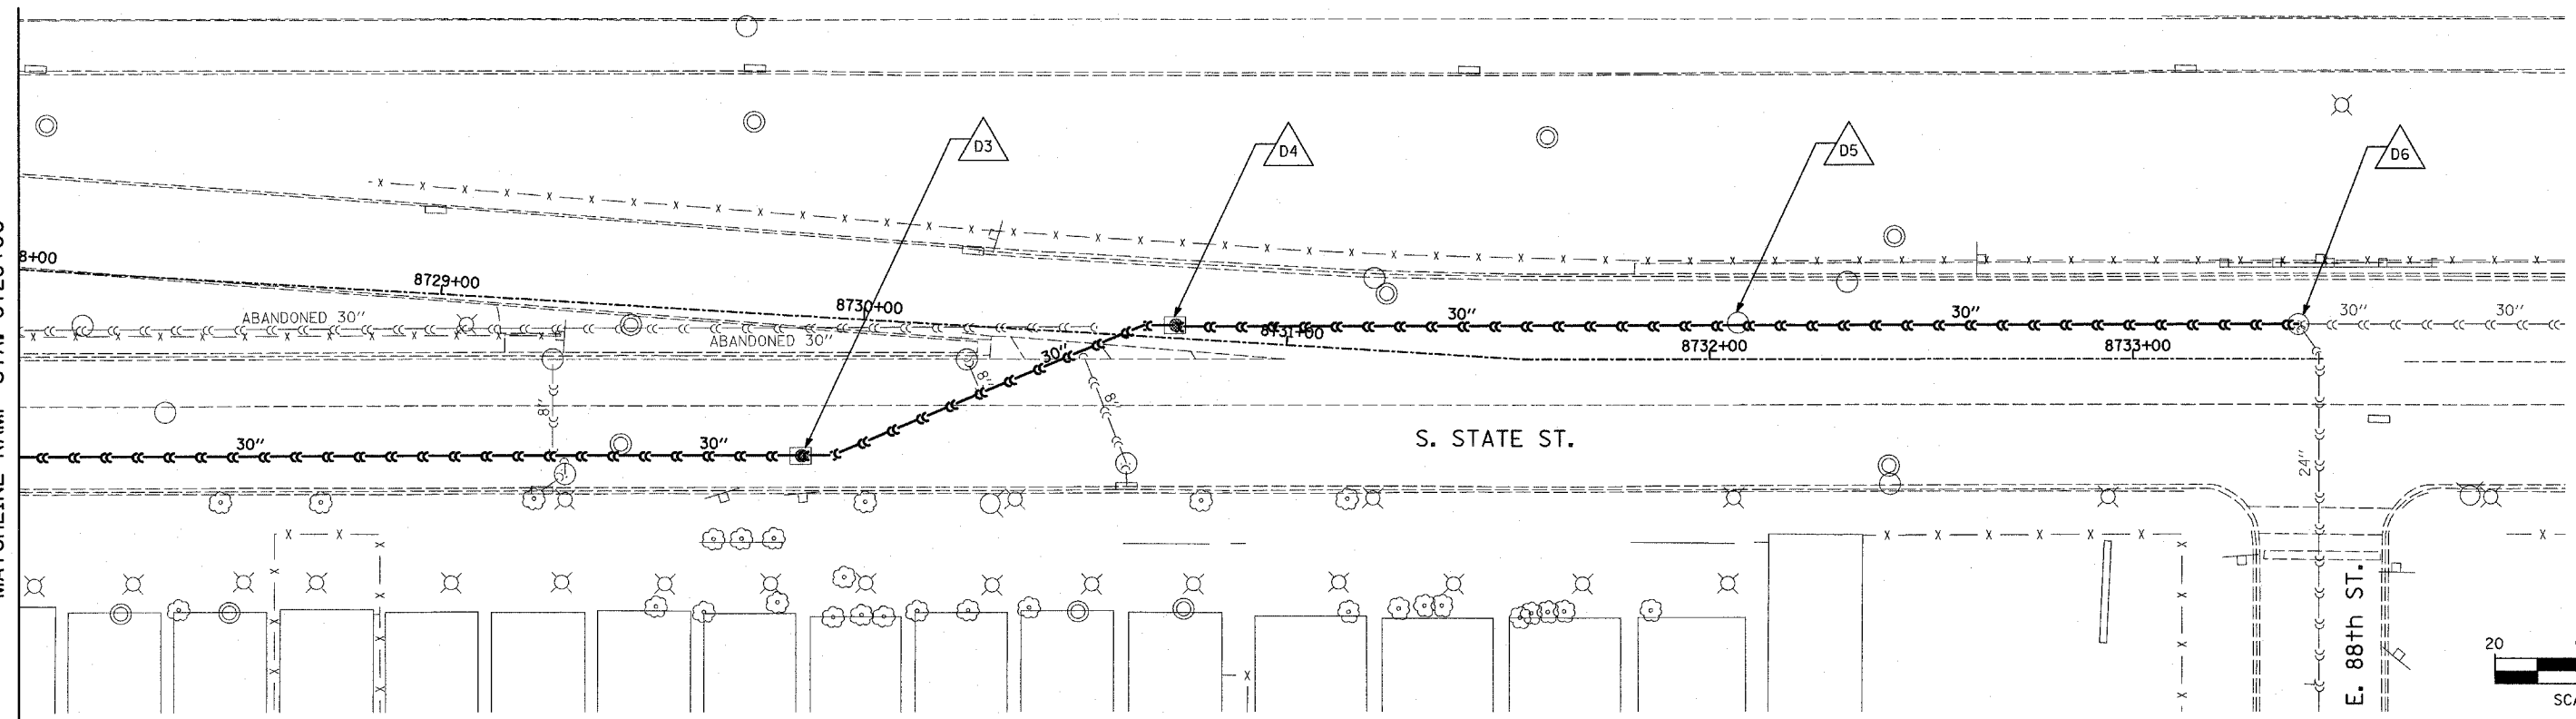 D3
D4
D5
D6
8+00
8729+00
8730+00
8731+00
8732+00
8733+00
ABANDONED 30"
ABANDONED 30"
30"
30"
30"
30"
30"
30"
30"
8"
8"
8"
24"
S. STATE ST.
E. 88th ST.
20